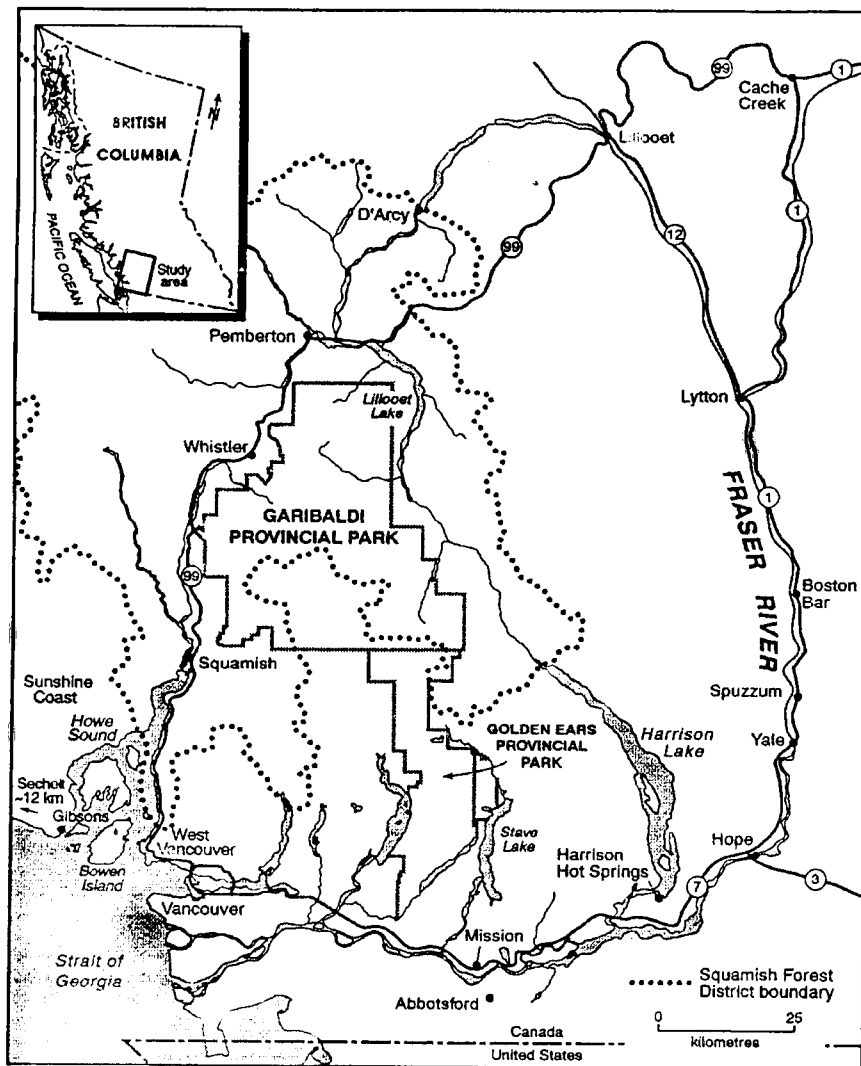 N
BRITISH
COLUMBIA
PACIFIC OCEAN
Study
area
99
1
Cache
Creek
Lillooet
D'Arcy
1
12
99
Pemberton
Lillooet
Lake
Lytton
Whistler
GARIBALDI
PROVINCIAL PARK
1
FRASER RIVER
99
Boston
Bar
Squamish
Sunshine
Coast
Spuzzum
Howe
Sound
GOLDEN EARS
PROVINCIAL
PARK
Harrison
Lake
Yale
Sechelt
~12 km
Gibsons
West
Vancouver
Stave
Lake
Hope
Bowen
Island
Harrison
Hot Springs
7
3
Vancouver
Mission
Strait of
Georgia
Abbotsford
Squamish Forest
District boundary
0 25
kilometres
Canada
United States